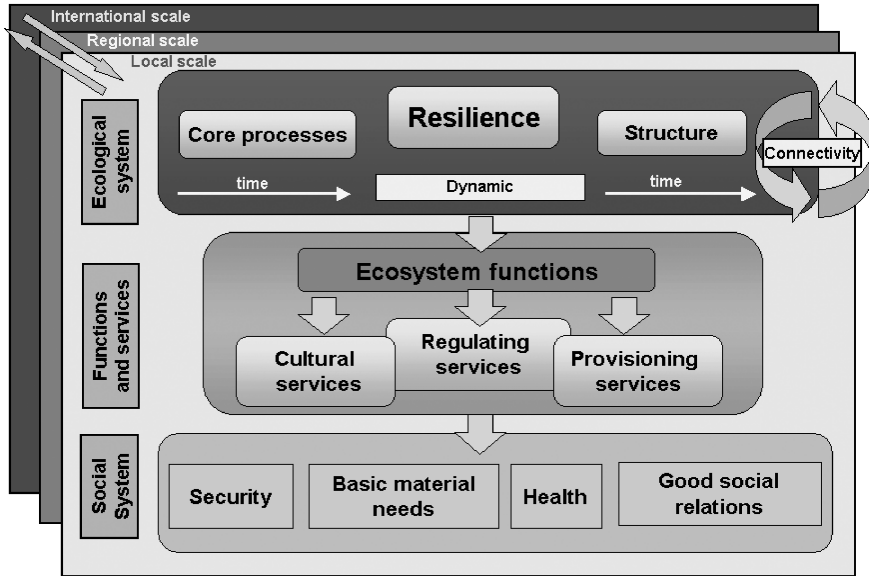 International scale
Regional scale
Local scale
Ecological
system
Core processes
Resilience
Structure
Connectivity
time
Dynamic
time
Functions
and services
Ecosystem functions
Cultural
services
Regulating
services
Provisioning
services
Social
System
Security
Basic material
needs
Health
Good social
relations